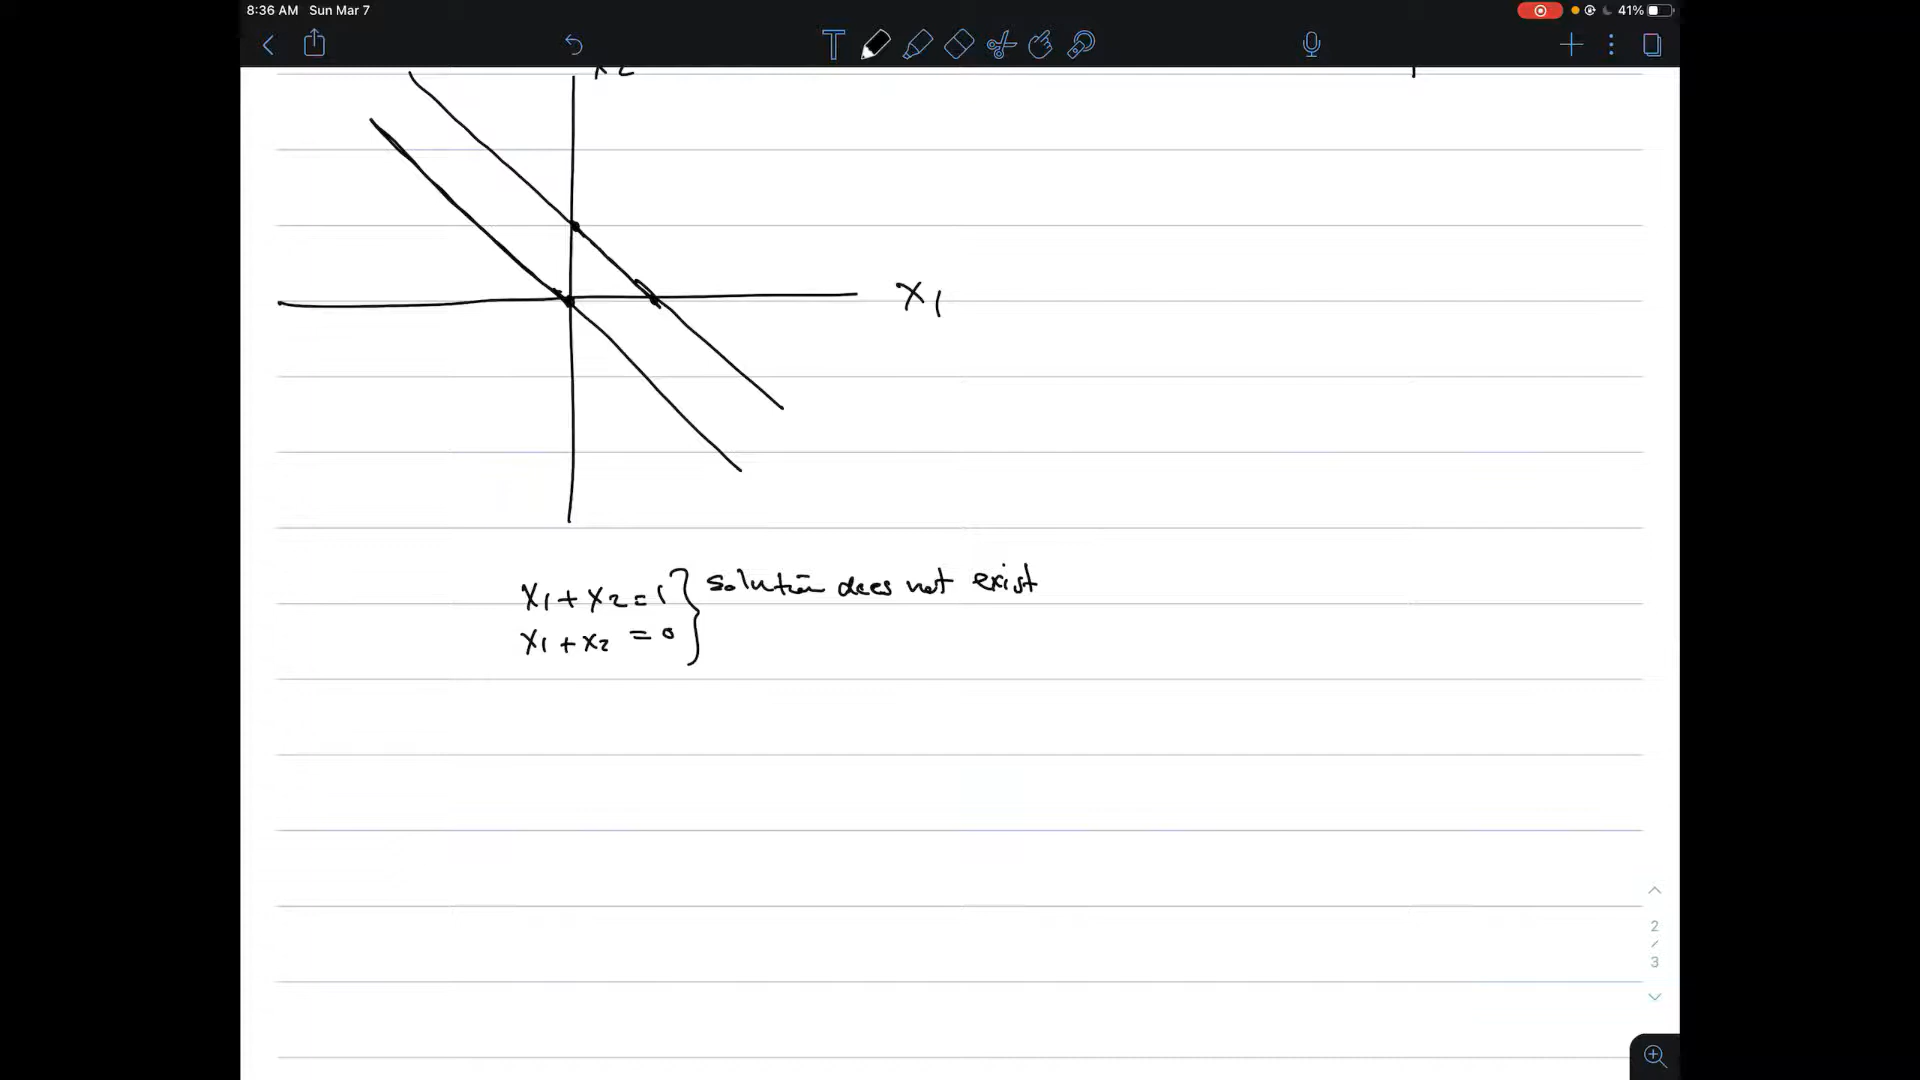 8:36 AM Sun Mar 7
41%
x2
x1
x1 + x2 = 1 } solution does not exist
x1 + x2 = 0
2
/
3